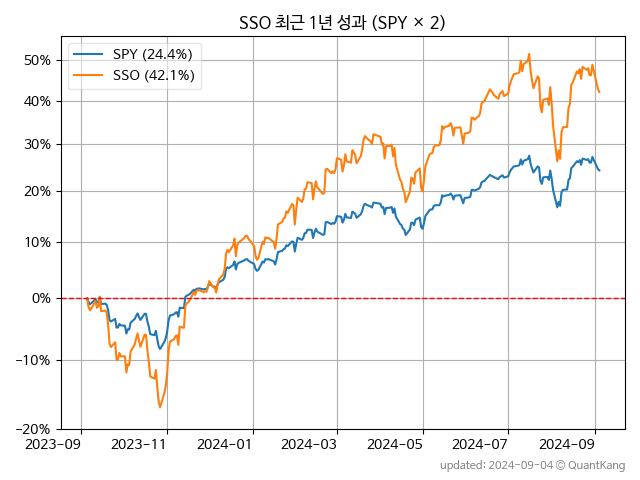 SSO 최근 1년 성과 (SPY × 2)
SPY (24.4%)
SSO (42.1%)
50%
40%
30%
20%
10%
0%
−10%
−20%
2023-09 2023-11 2024-01 2024-03 2024-05 2024-07 2024-09
updated: 2024-09-04 © QuantKang